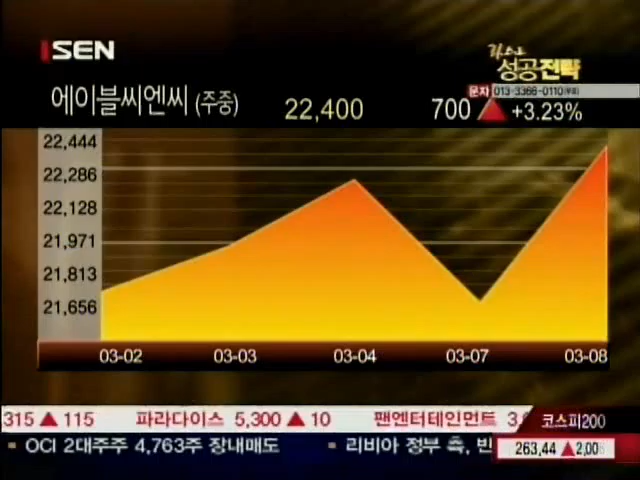 SEN
성공전략
문자 013-3366-0110(유료)
에이블씨엔씨 (주중) 22,400 700 ▲ +3.23%
22,444
22,286
22,128
21,971
21,813
21,656
03-02 03-03 03-04 03-07 03-08
315 ▲ 115 파라다이스 5,300 ▲ 10 팬엔터테인먼트 코스피200
OCI 2대주주 4,763주 장내매도 리비아 정부 측, 빈 263,44 ▲ 2,00